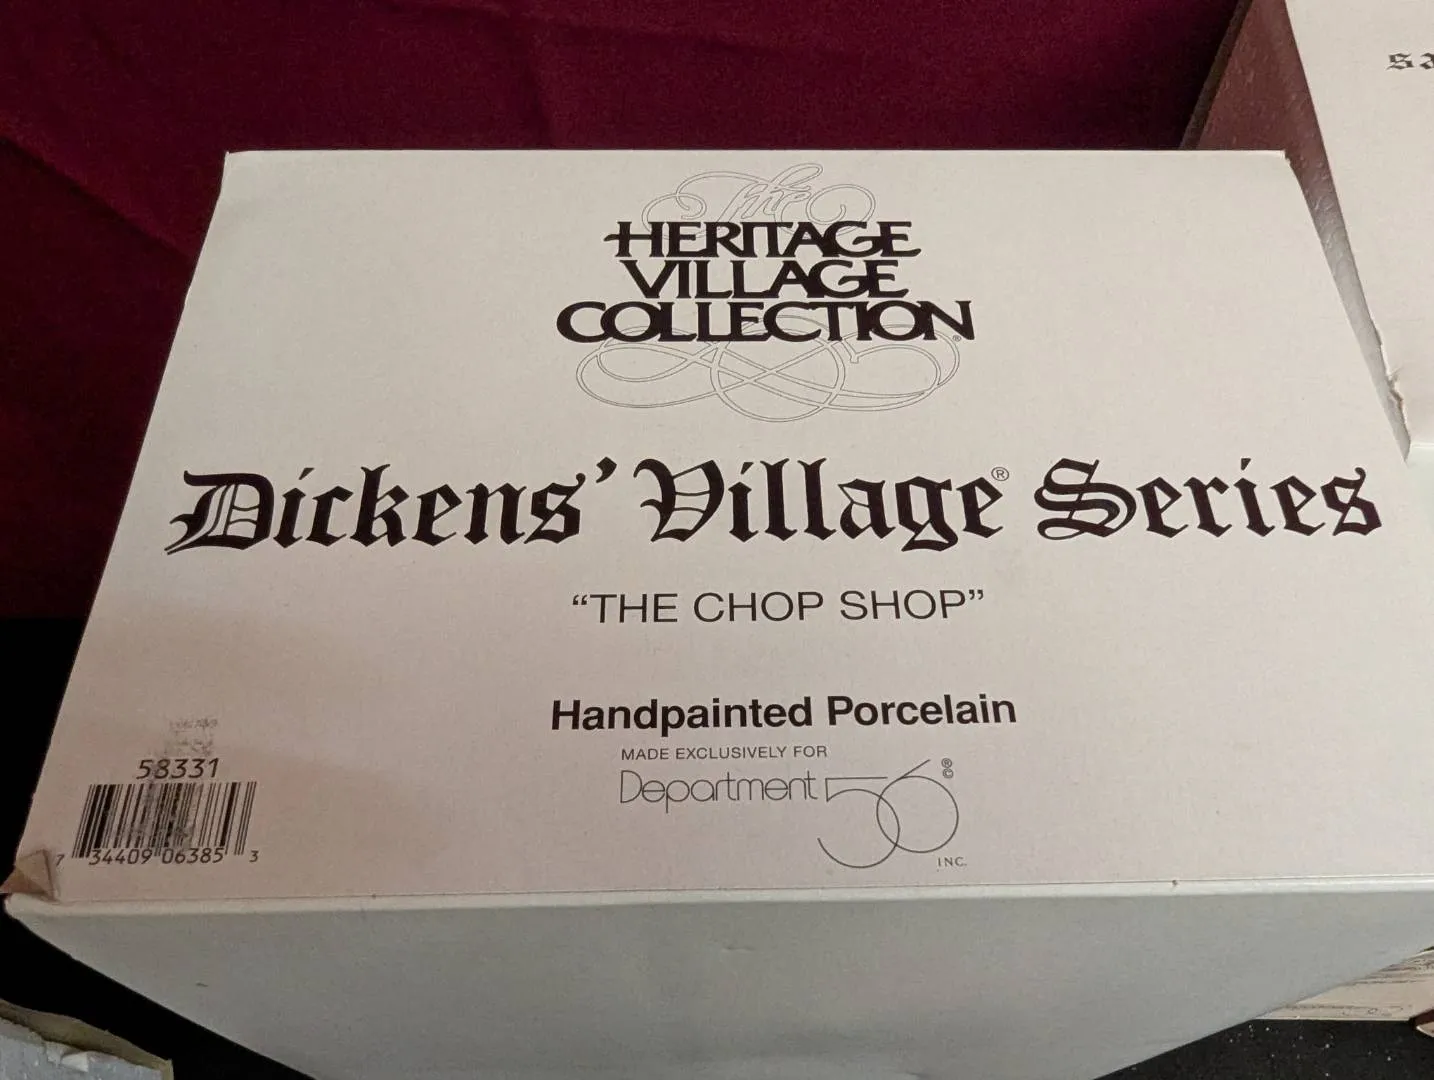 The
HERITAGE
VILLAGE
COLLECTION®
Dickens' Village® Series
“THE CHOP SHOP”
Handpainted Porcelain
MADE EXCLUSIVELY FOR
Department 56 ®©
INC.
58331
7 34409 06385 3